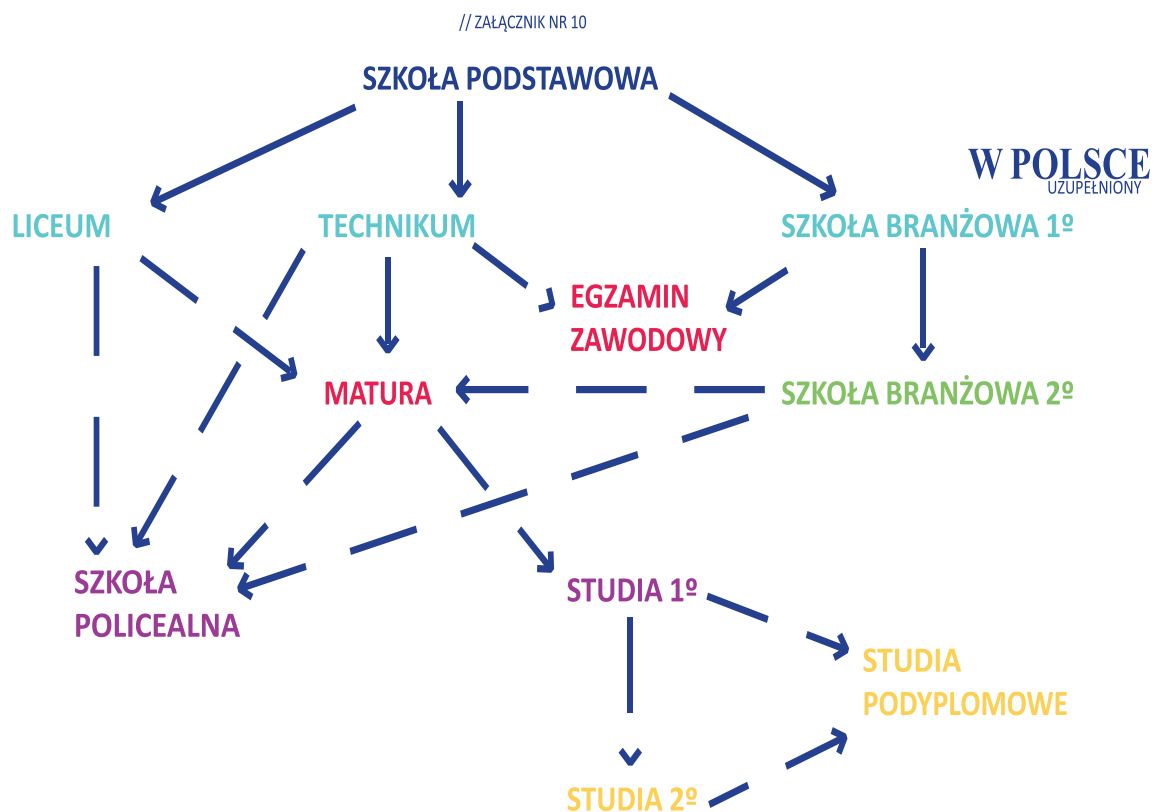 // ZAŁĄCZNIK NR 10
SZKOŁA PODSTAWOWA
W POLSCE
UZUPEŁNIONY
LICEUM
TECHNIKUM
SZKOŁA BRANŻOWA 1º
EGZAMIN
ZAWODOWY
MATURA
SZKOŁA BRANŻOWA 2º
SZKOŁA
POLICEALNA
STUDIA 1º
STUDIA
PODYPLOMOWE
STUDIA 2º